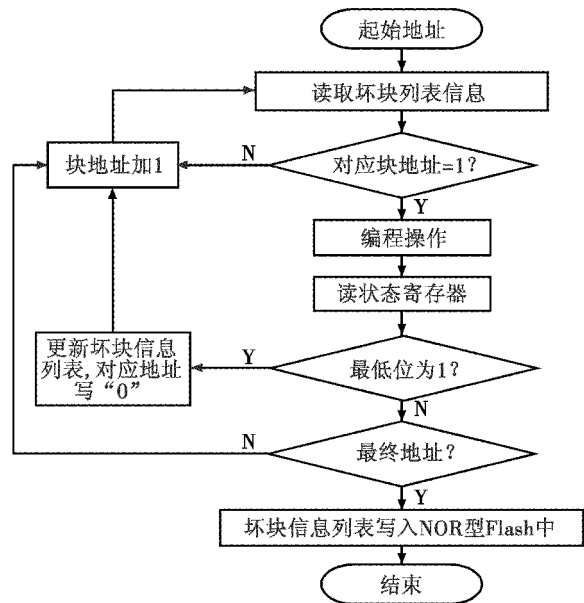 起始地址
读取坏块列表信息
块地址加1
N
对应块地址=1?
Y
编程操作
读状态寄存器
更新坏块信息
列表,对应地址
写“0”
Y
最低位为1?
N
N
最终地址?
Y
坏块信息列表写入NOR型Flash中
结束